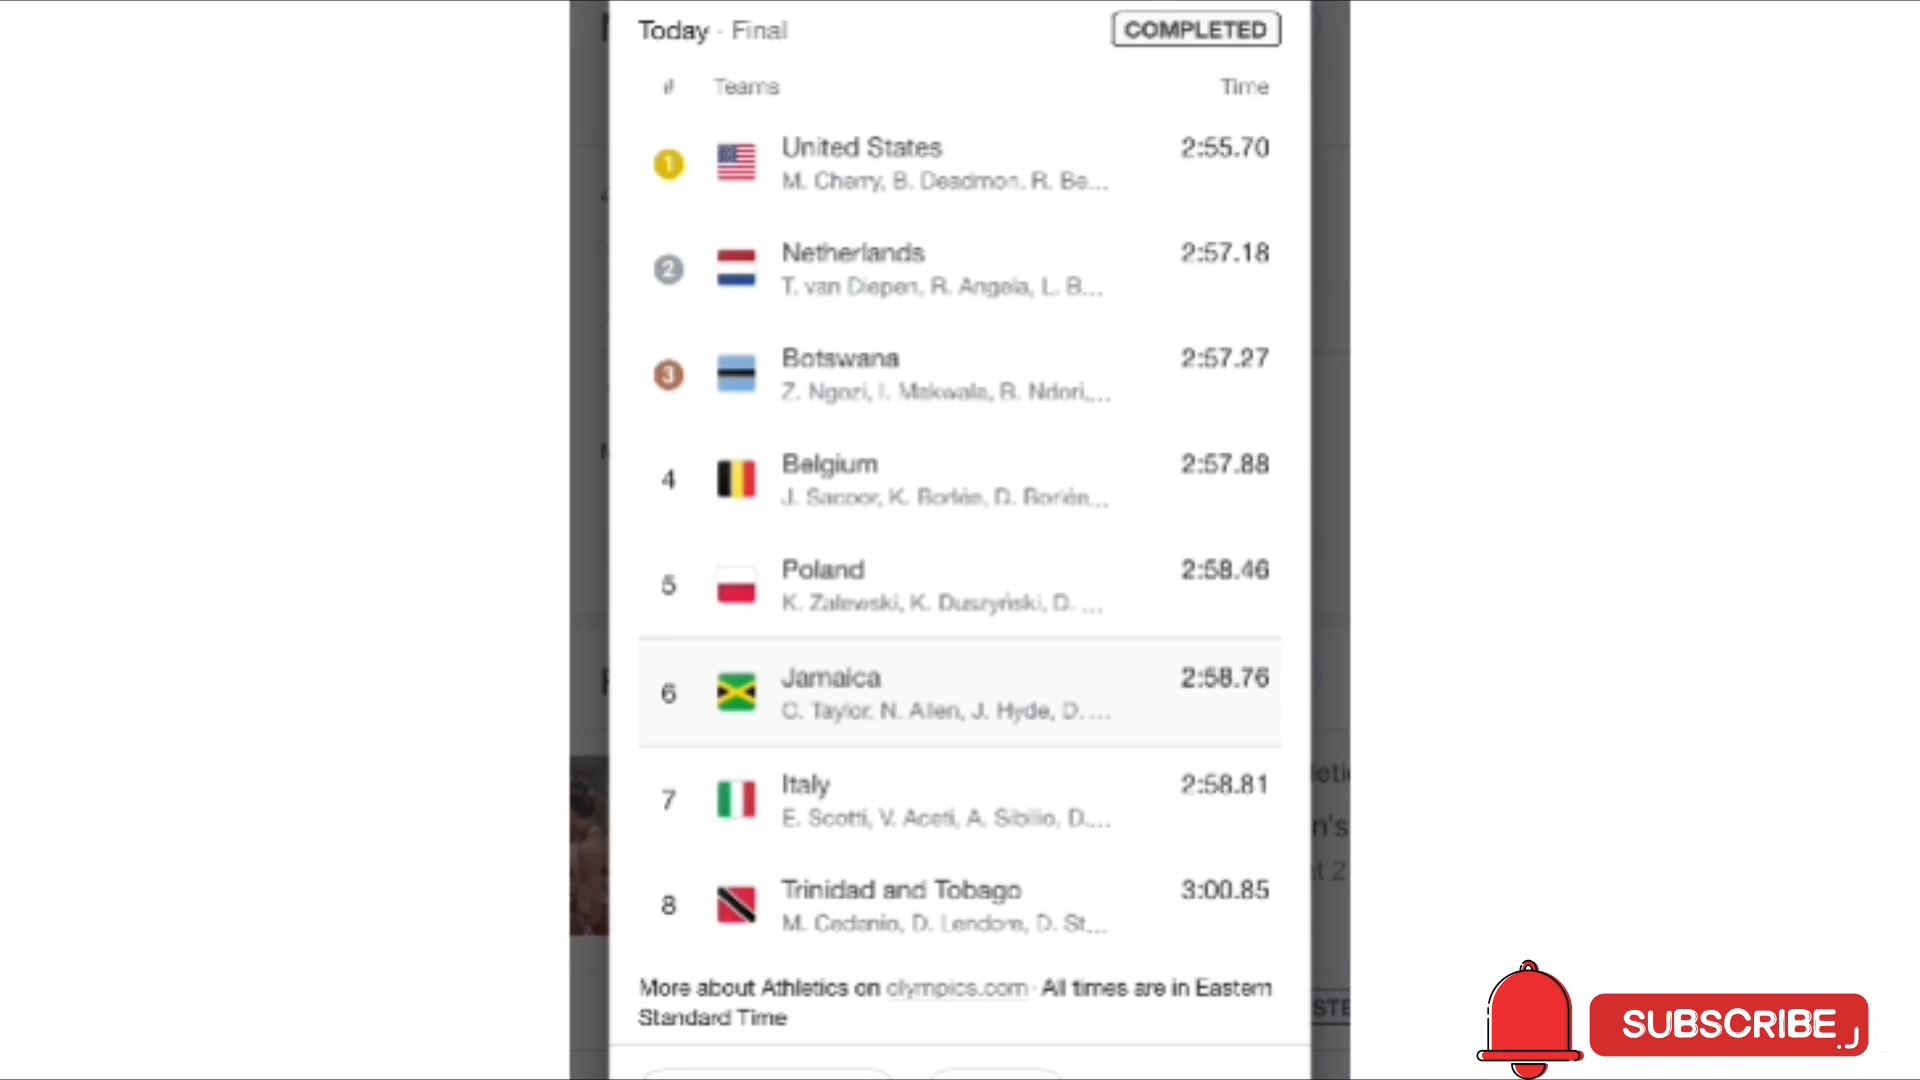 Today - Final
COMPLETED
# Teams Time
1 United States 2:55.70
M. Cherry, B. Deadmon, R. Be...
2 Netherlands 2:57.18
T. van Diepen, R. Angela, L. B...
3 Botswana 2:57.27
Z. Ngozi, I. Makwala, B. Ndori,...
4 Belgium 2:57.88
J. Sacoor, K. Borlée, D. Borlée...
5 Poland 2:58.46
K. Zalewski, K. Duszyński, D. ...
6 Jamaica 2:58.76
C. Taylor, N. Allen, J. Hyde, D. ...
7 Italy 2:58.81
E. Scotti, V. Aceti, A. Sibilio, D....
8 Trinidad and Tobago 3:00.85
M. Cedenio, D. Lendore, D. St...
More about Athletics on olympics.com · All times are in Eastern
Standard Time
SUBSCRIBE